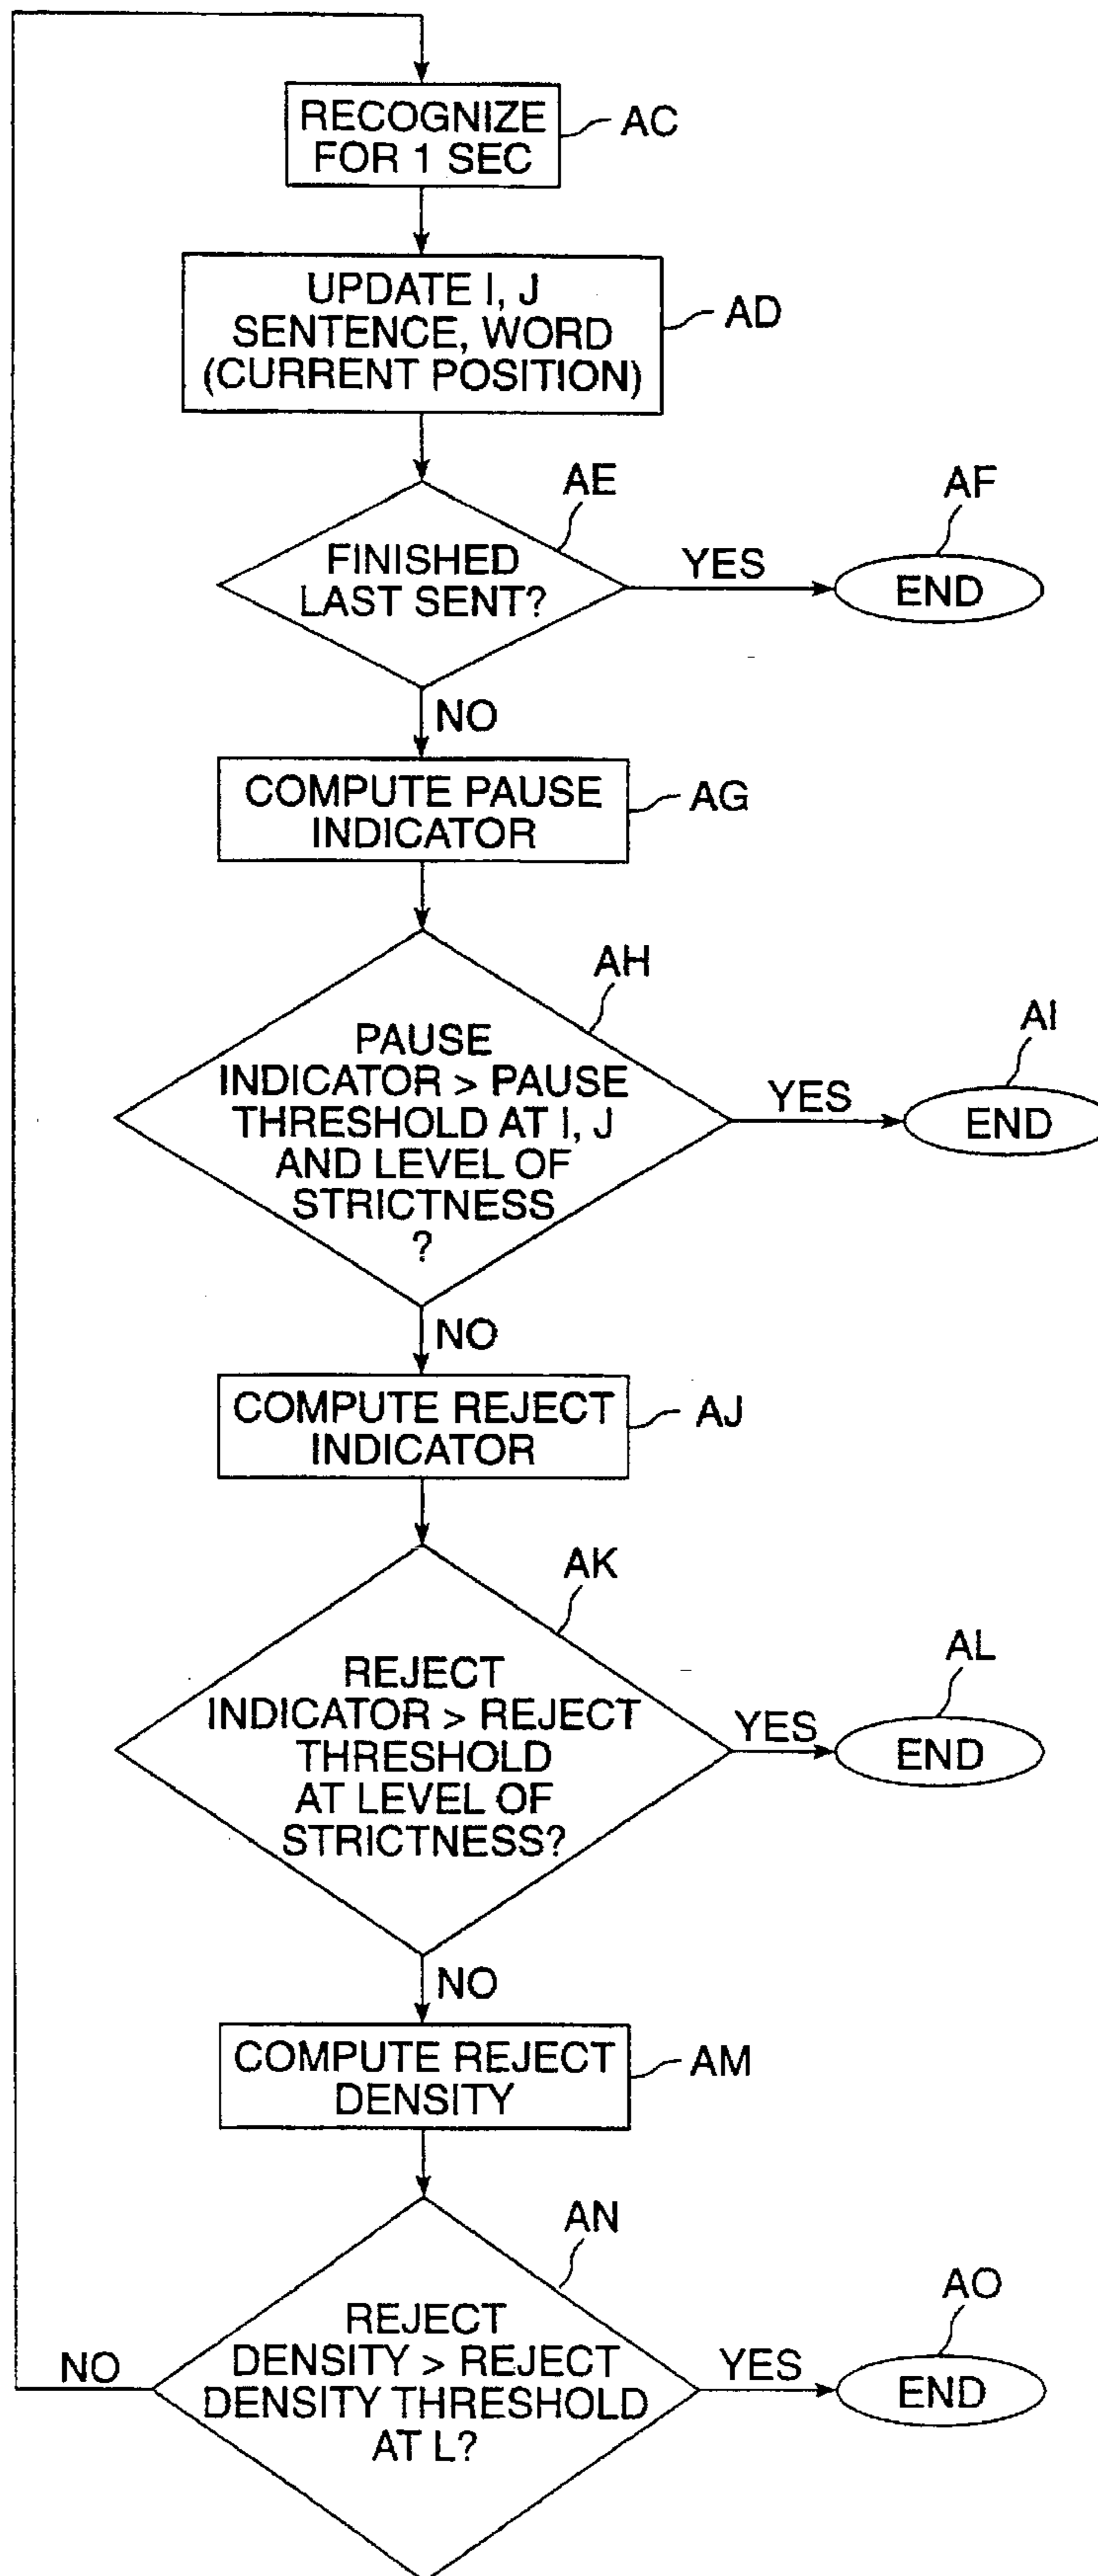 RECOGNIZE
FOR 1 SEC
AC
UPDATE I, J
SENTENCE, WORD
(CURRENT POSITION)
AD
AE
FINISHED
LAST SENT?
YES
AF
END
NO
COMPUTE PAUSE
INDICATOR
AG
AH
PAUSE
INDICATOR > PAUSE
THRESHOLD AT I, J
AND LEVEL OF
STRICTNESS
?
YES
AI
END
NO
COMPUTE REJECT
INDICATOR
AJ
AK
REJECT
INDICATOR > REJECT
THRESHOLD
AT LEVEL OF
STRICTNESS?
YES
AL
END
NO
COMPUTE REJECT
DENSITY
AM
AN
REJECT
DENSITY > REJECT
DENSITY THRESHOLD
AT L?
NO
YES
AO
END